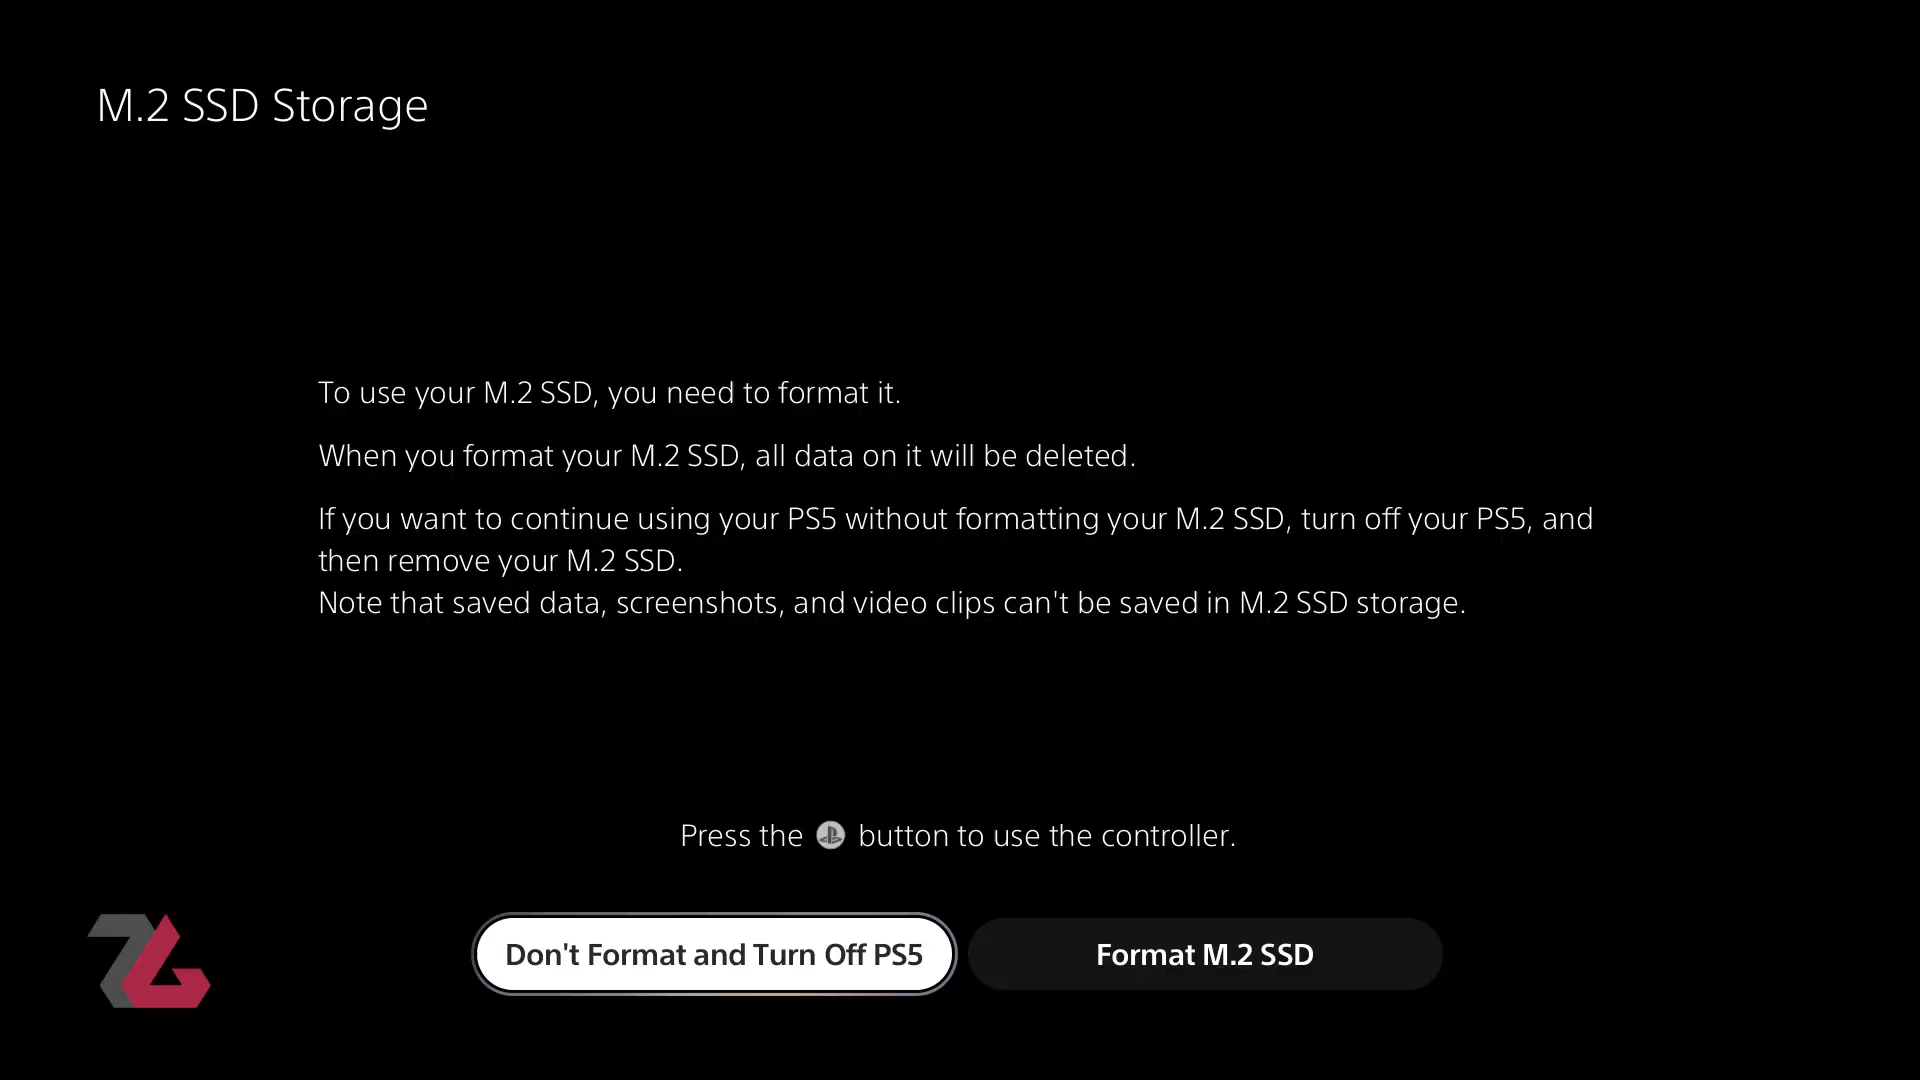 M.2 SSD Storage
To use your M.2 SSD, you need to format it.
When you format your M.2 SSD, all data on it will be deleted.
If you want to continue using your PS5 without formatting your M.2 SSD, turn off your PS5, and
then remove your M.2 SSD.
Note that saved data, screenshots, and video clips can't be saved in M.2 SSD storage.
Press the button to use the controller.
Don't Format and Turn Off PS5
Format M.2 SSD